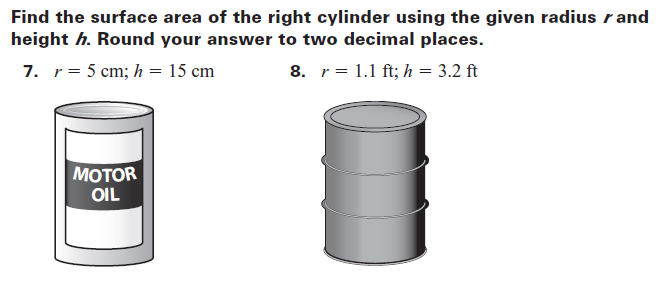 Find the surface area of the right cylinder using the given radius r and
height h. Round your answer to two decimal places.
7. r = 5 cm; h = 15 cm
8. r = 1.1 ft; h = 3.2 ft
MOTOR
OIL